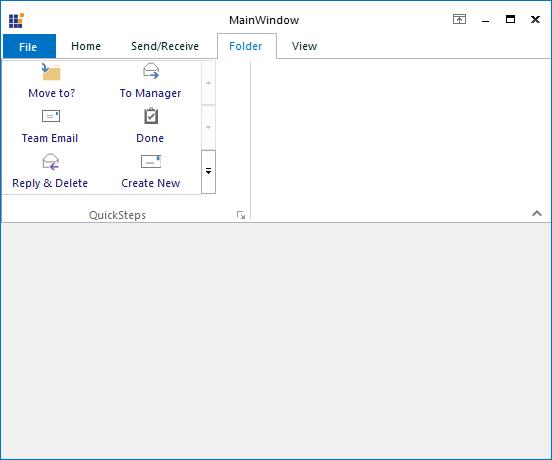 MainWindow
File Home Send/Receive Folder View
Move to? To Manager
Team Email Done
Reply & Delete Create New
QuickSteps